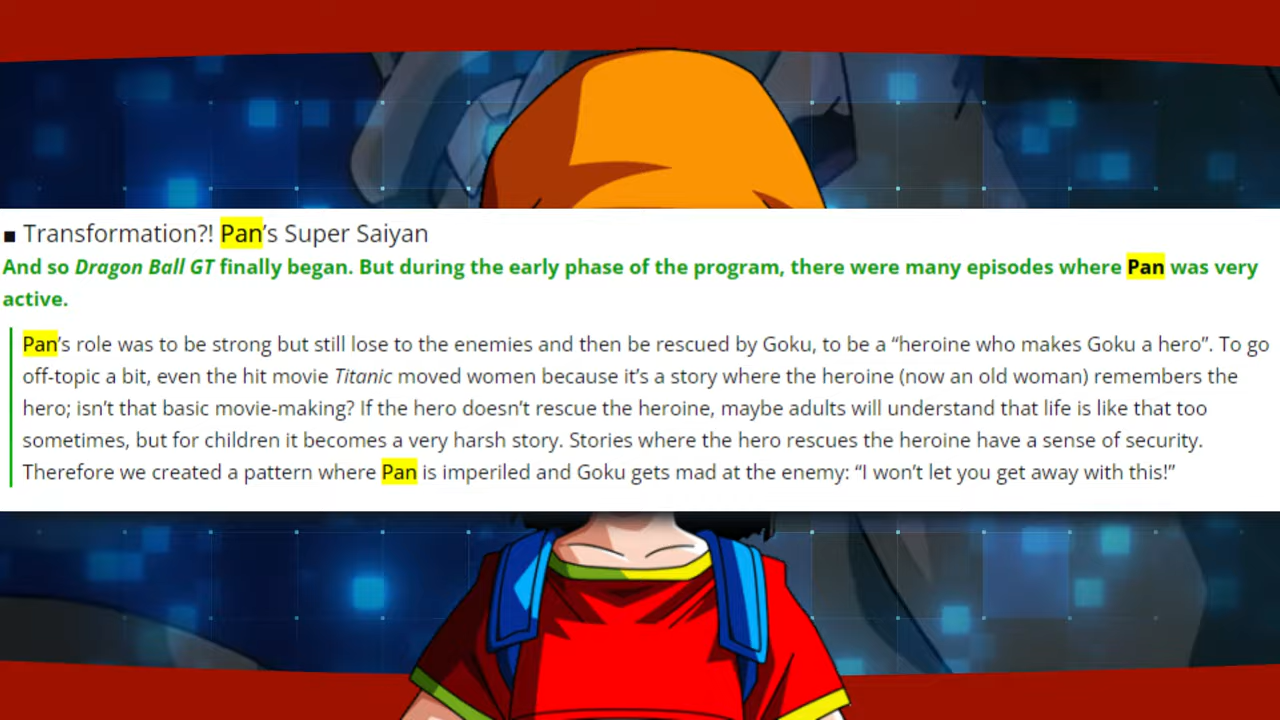 ■ Transformation?! Pan’s Super Saiyan
And so Dragon Ball GT finally began. But during the early phase of the program, there were many episodes where Pan was very
active.
Pan’s role was to be strong but still lose to the enemies and then be rescued by Goku, to be a “heroine who makes Goku a hero”. To go
off-topic a bit, even the hit movie Titanic moved women because it’s a story where the heroine (now an old woman) remembers the
hero; isn’t that basic movie-making? If the hero doesn’t rescue the heroine, maybe adults will understand that life is like that too
sometimes, but for children it becomes a very harsh story. Stories where the hero rescues the heroine have a sense of security.
Therefore we created a pattern where Pan is imperiled and Goku gets mad at the enemy: “I won’t let you get away with this!”